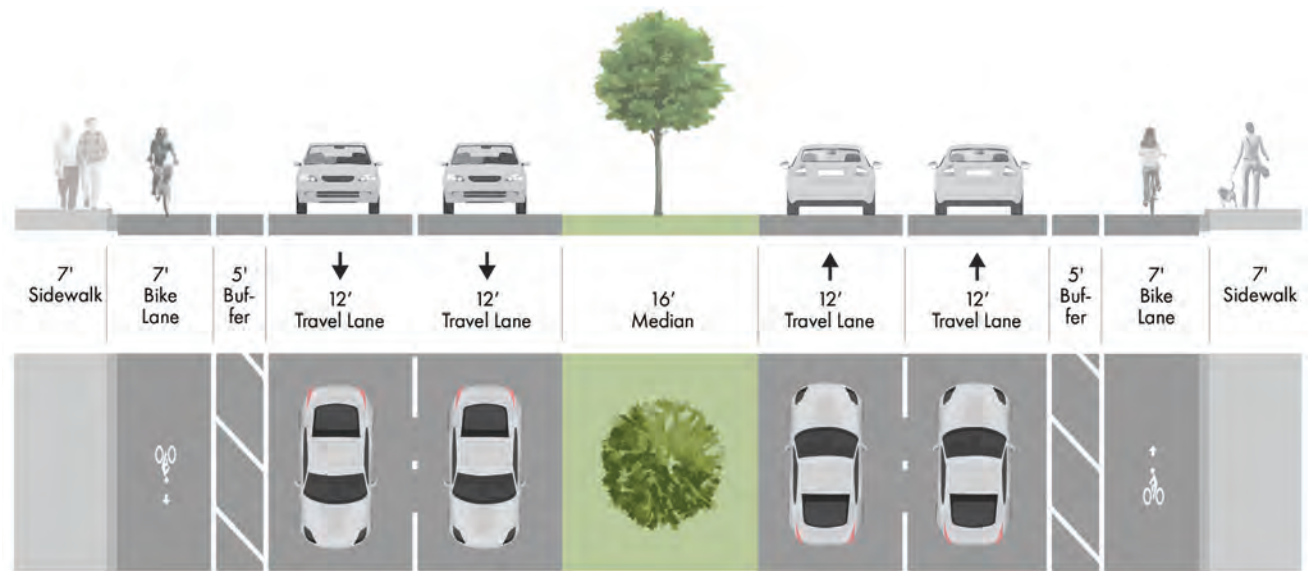 7'
Sidewalk
7'
Bike
Lane
5'
Buf-
fer
12'
Travel Lane
12'
Travel Lane
16'
Median
12'
Travel Lane
12'
Travel Lane
5'
Buf-
fer
7'
Bike
Lane
7'
Sidewalk